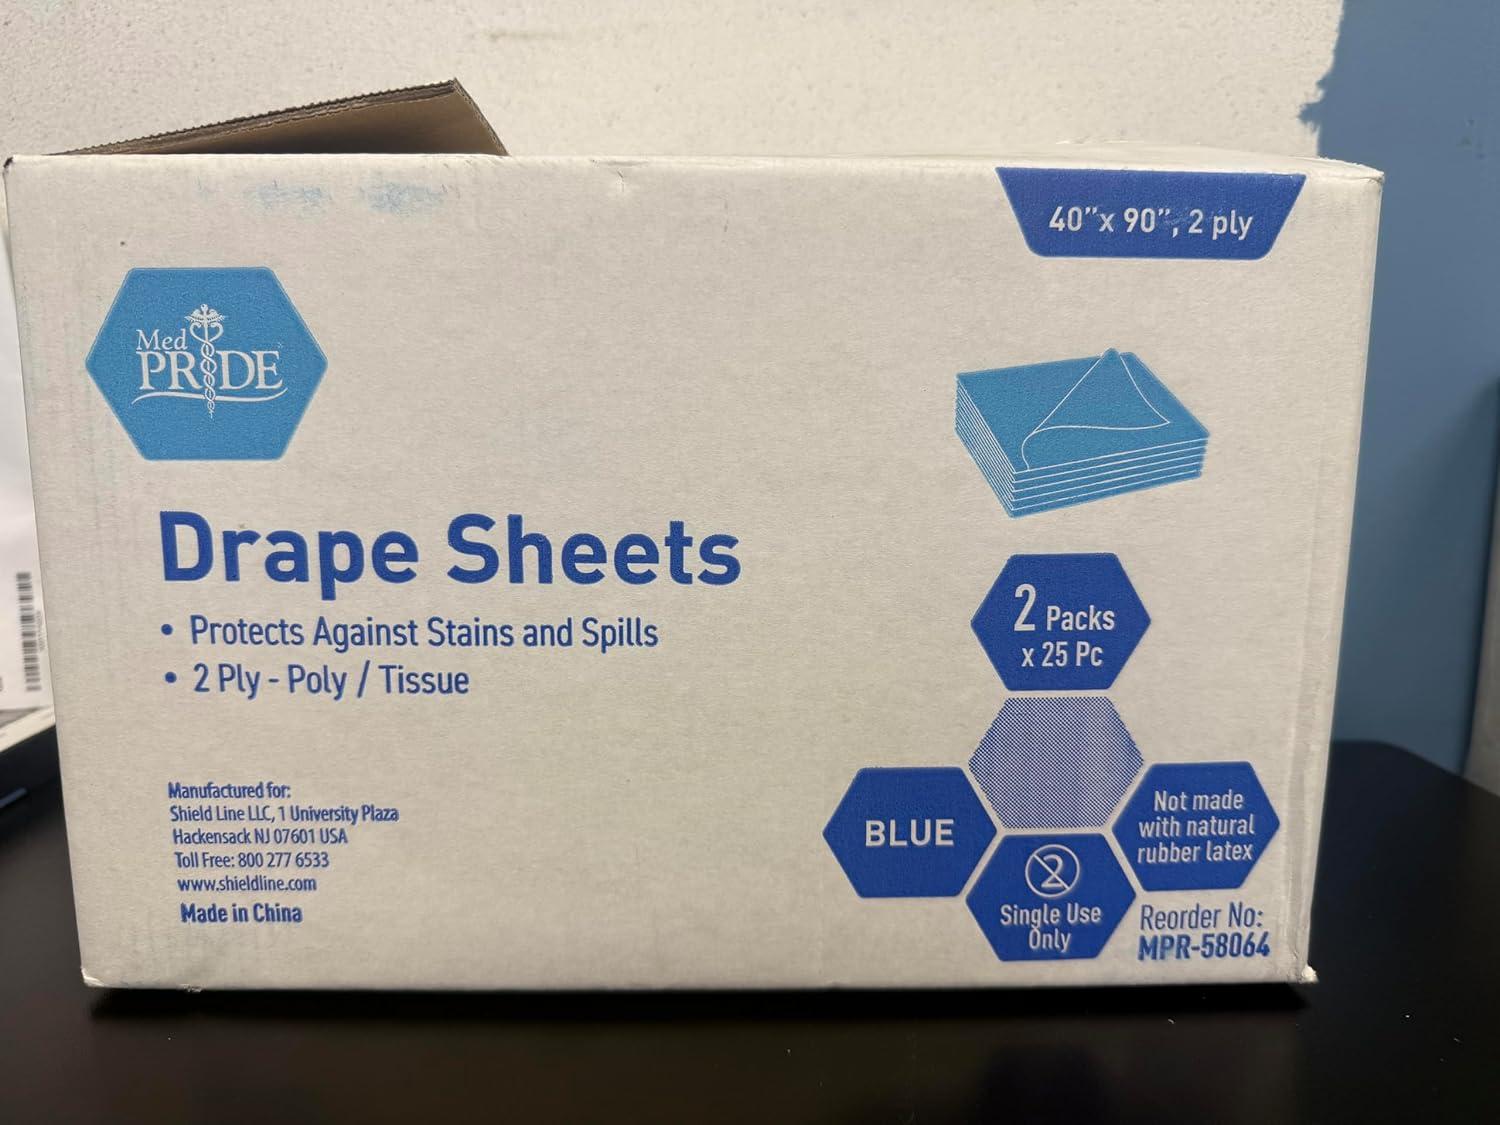 40”x 90”, 2 ply
Med
PRIDE
Drape Sheets
• Protects Against Stains and Spills
• 2 Ply - Poly / Tissue
2 Packs
x 25 Pc
Manufactured for:
Shield Line LLC, 1 University Plaza
Hackensack NJ 07601 USA
Toll Free: 800 277 6533
www.shieldline.com
Made in China
BLUE
2
Single Use
Only
Not made
with natural
rubber latex
Reorder No:
MPR-58064